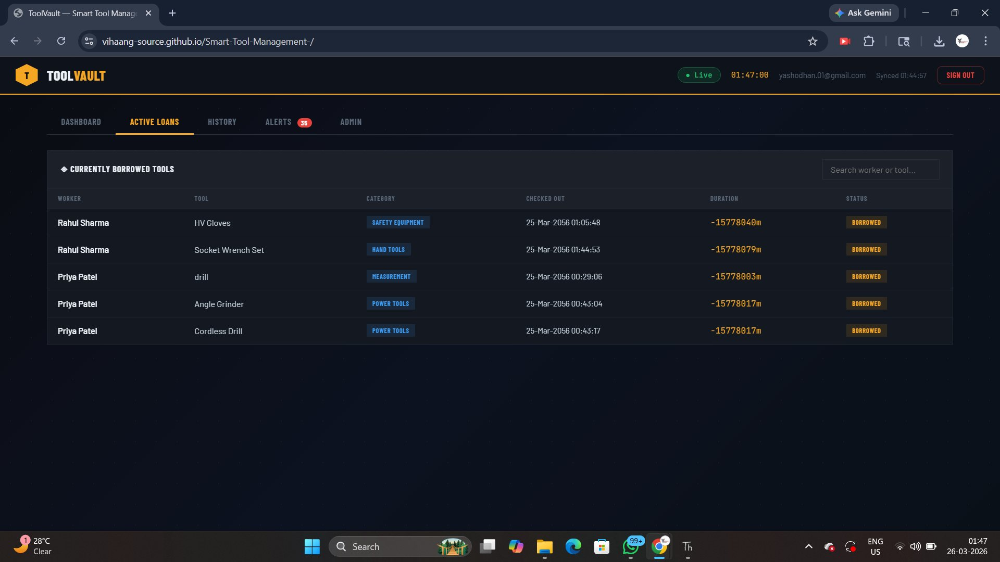 ToolVault — Smart Tool Manag
Ask Gemini
vihaang-source.github.io/Smart-Tool-Management-/
T
TOOLVAULT
● Live
01:47:00
yashodhan.01@gmail.com
Synced 01:44:57
SIGN OUT
DASHBOARD
ACTIVE LOANS
HISTORY
ALERTS 35
ADMIN
◈ CURRENTLY BORROWED TOOLS
Search worker or tool...
WORKER TOOL CATEGORY CHECKED OUT DURATION STATUS
Rahul Sharma HV Gloves SAFETY EQUIPMENT 25-Mar-2056 01:05:48 -15778040m BORROWED
Rahul Sharma Socket Wrench Set HAND TOOLS 25-Mar-2056 01:44:53 -15778079m BORROWED
Priya Patel drill MEASUREMENT 25-Mar-2056 00:29:06 -15778003m BORROWED
Priya Patel Angle Grinder POWER TOOLS 25-Mar-2056 00:43:04 -15778017m BORROWED
Priya Patel Cordless Drill POWER TOOLS 25-Mar-2056 00:43:17 -15778017m BORROWED
1
28°C
Clear
Search
99+
Th
ENG
US
01:47
26-03-2026